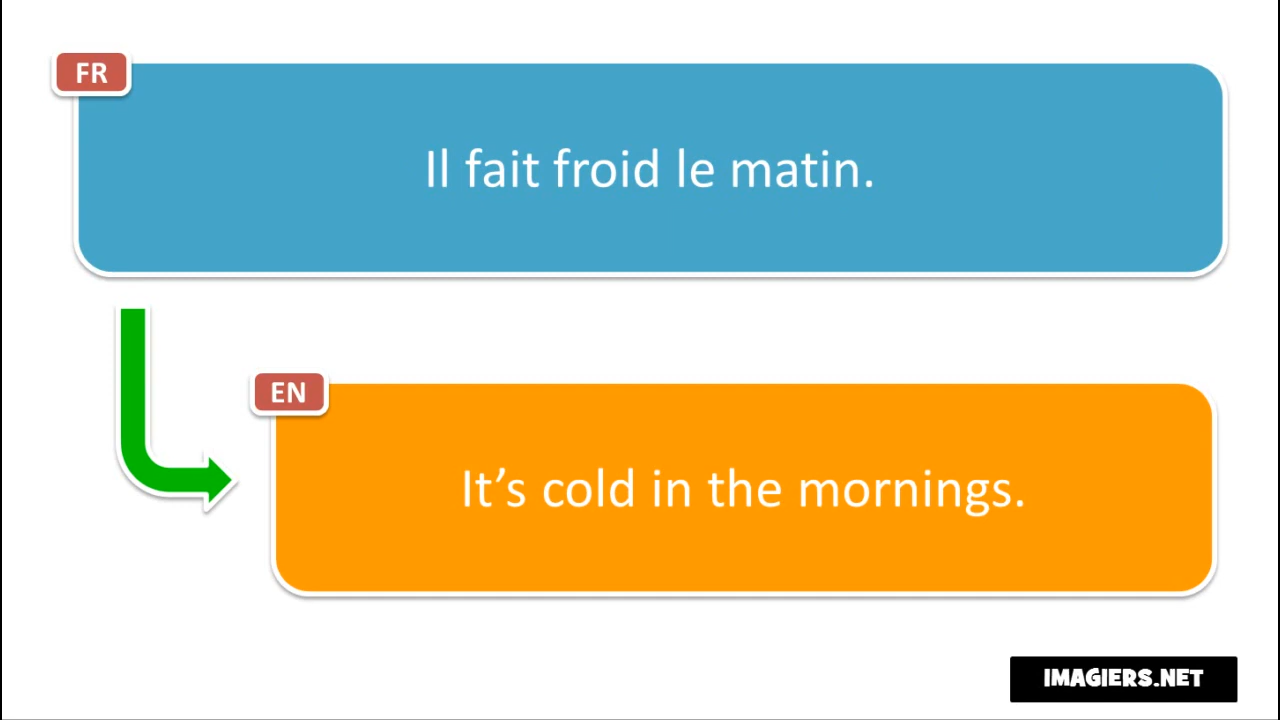 FR
Il fait froid le matin.
EN
It’s cold in the mornings.
IMAGIERS.NET